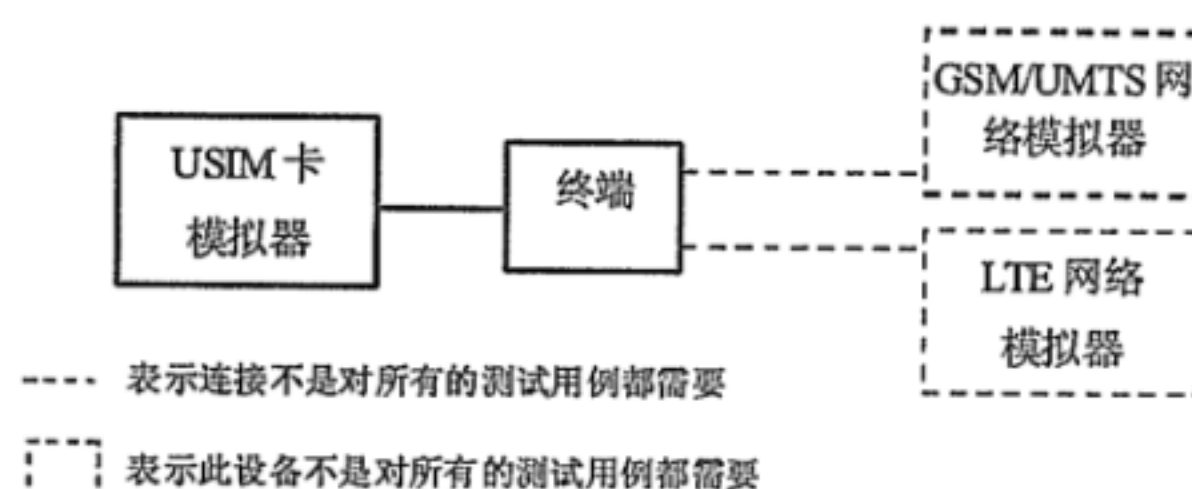 GSM/UMTS 网
络模拟器
USIM 卡
模拟器
终端
LTE 网络
模拟器
表示连接不是对所有的测试用例都需要
表示此设备不是对所有的测试用例都需要